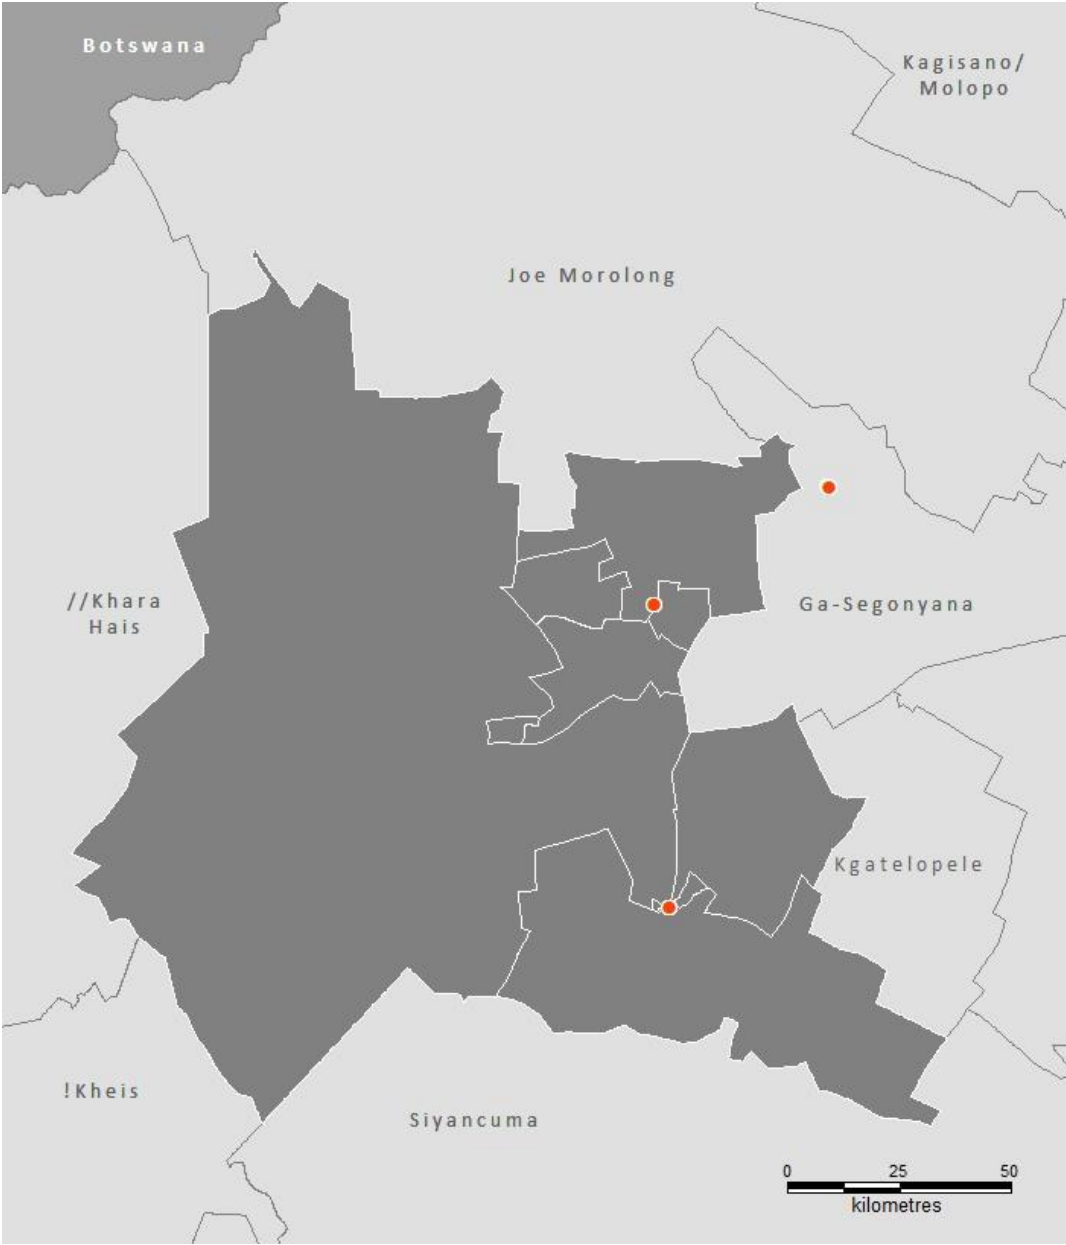 Botswana
Kagisano/
Molopo
Joe Morolong
//Khara
Hais
Ga-Segonyana
Kgatelopele
!Kheis
Siyancuma
0 25 50
kilometres